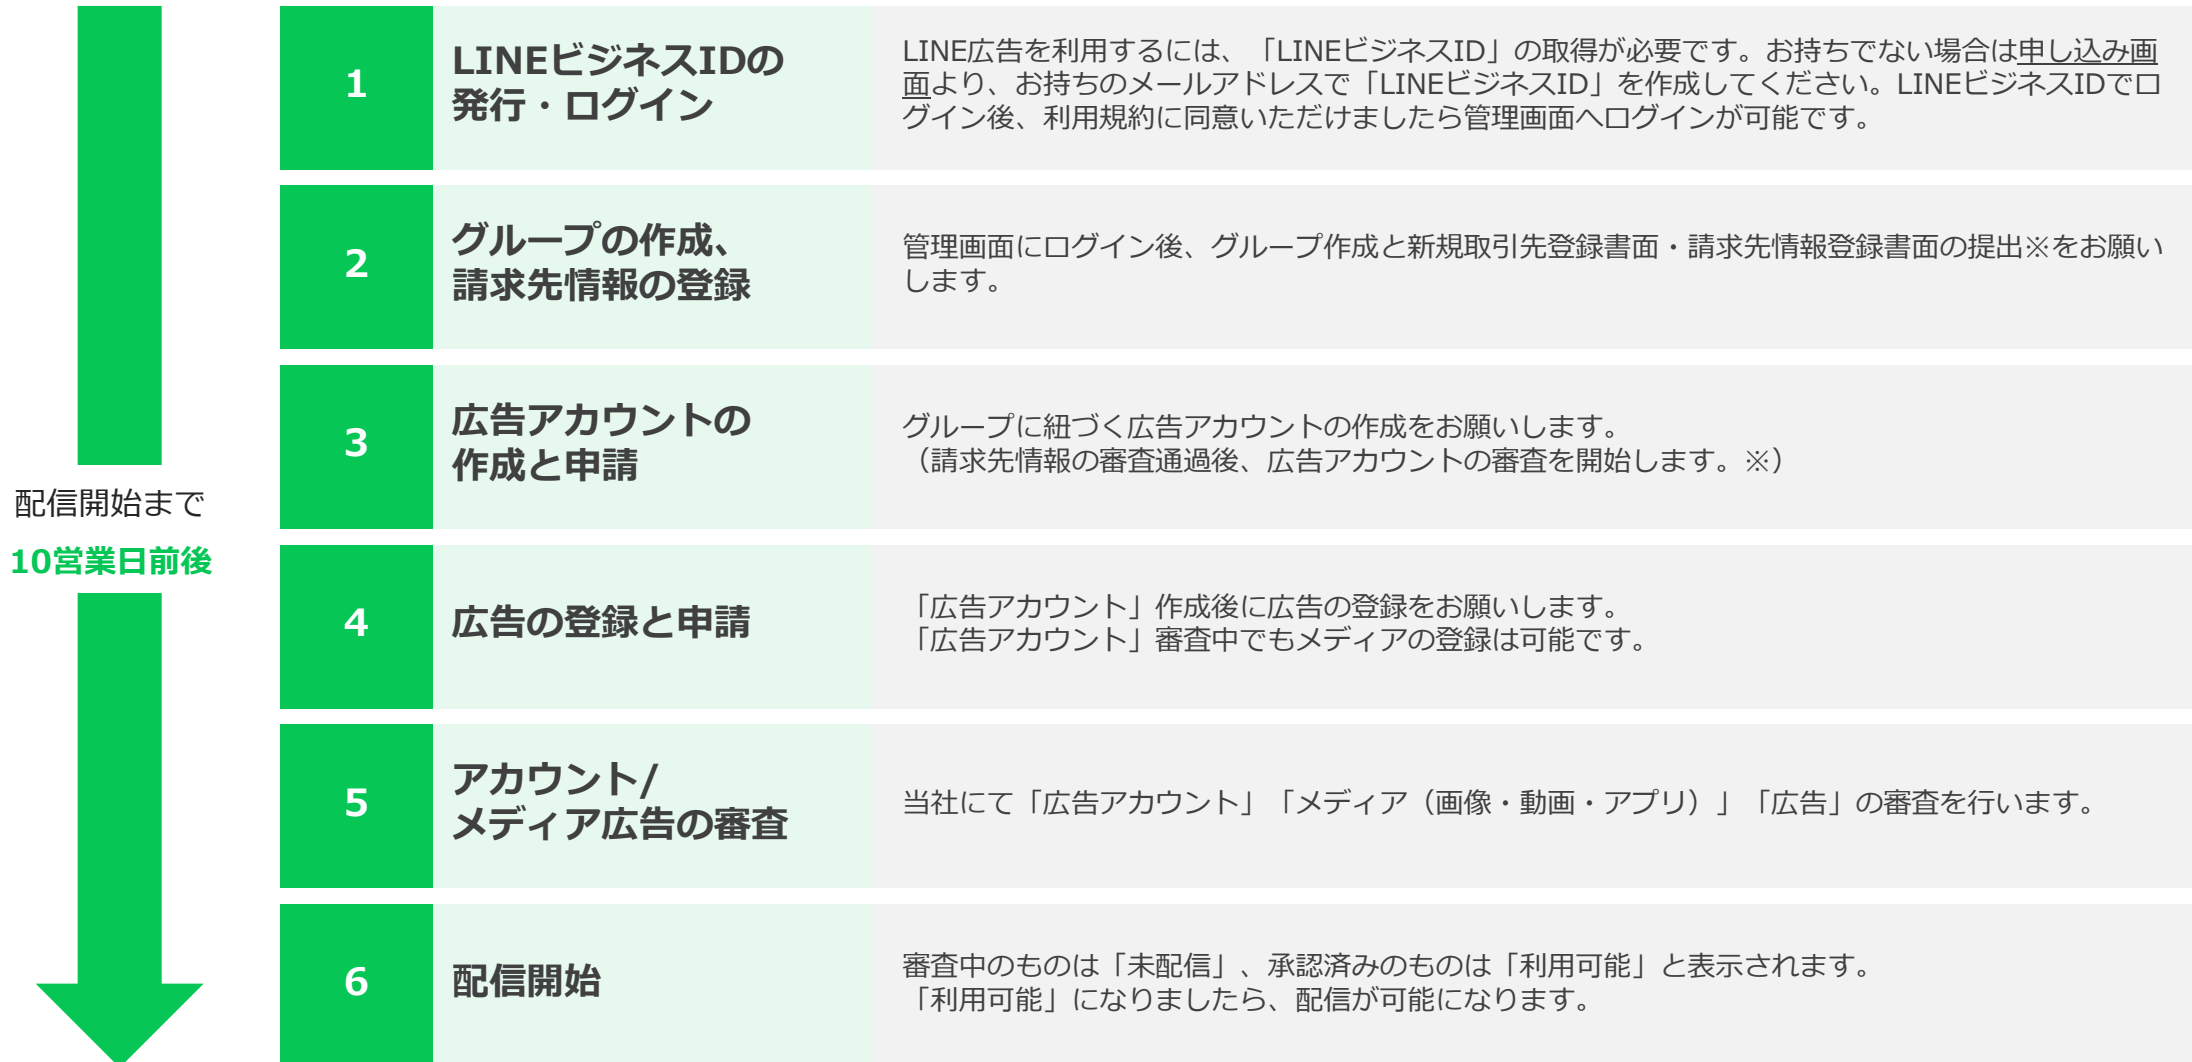 配信開始まで
10営業日前後
1
LINEビジネスIDの
発行・ログイン
LINE広告を利用するには、「LINEビジネスID」の取得が必要です。お持ちでない場合は申し込み画
面より、お持ちのメールアドレスで「LINEビジネスID」を作成してください。LINEビジネスIDでロ
グイン後、利用規約に同意いただけましたら管理画面へログインが可能です。
2
グループの作成、
請求先情報の登録
管理画面にログイン後、グループ作成と新規取引先登録書面・請求先情報登録書面の提出※をお願い
します。
3
広告アカウントの
作成と申請
グループに紐づく広告アカウントの作成をお願いします。
（請求先情報の審査通過後、広告アカウントの審査を開始します。※）
4
広告の登録と申請
「広告アカウント」作成後に広告の登録をお願いします。
「広告アカウント」審査中でもメディアの登録は可能です。
5
アカウント/
メディア広告の審査
当社にて「広告アカウント」「メディア（画像・動画・アプリ）」「広告」の審査を行います。
6
配信開始
審査中のものは「未配信」、承認済みのものは「利用可能」と表示されます。
「利用可能」になりましたら、配信が可能になります。